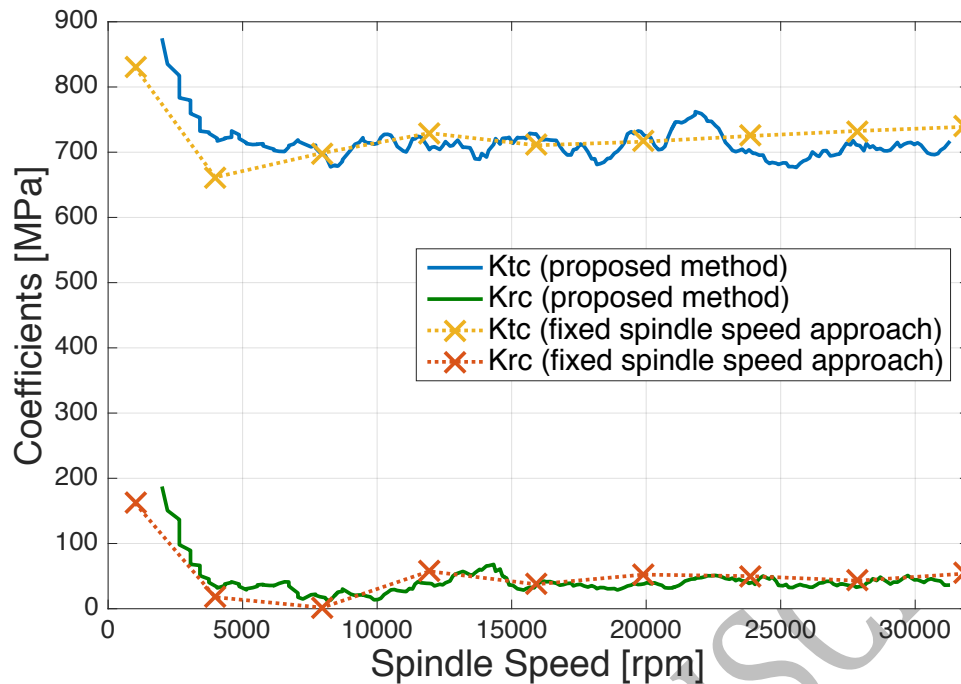 900
800
700
600
500
400
300
200
100
0
Coefficients [MPa]
Ktc (proposed method)
Krc (proposed method)
Ktc (fixed spindle speed approach)
Krc (fixed spindle speed approach)
0 5000 10000 15000 20000 25000 30000
Spindle Speed [rpm]